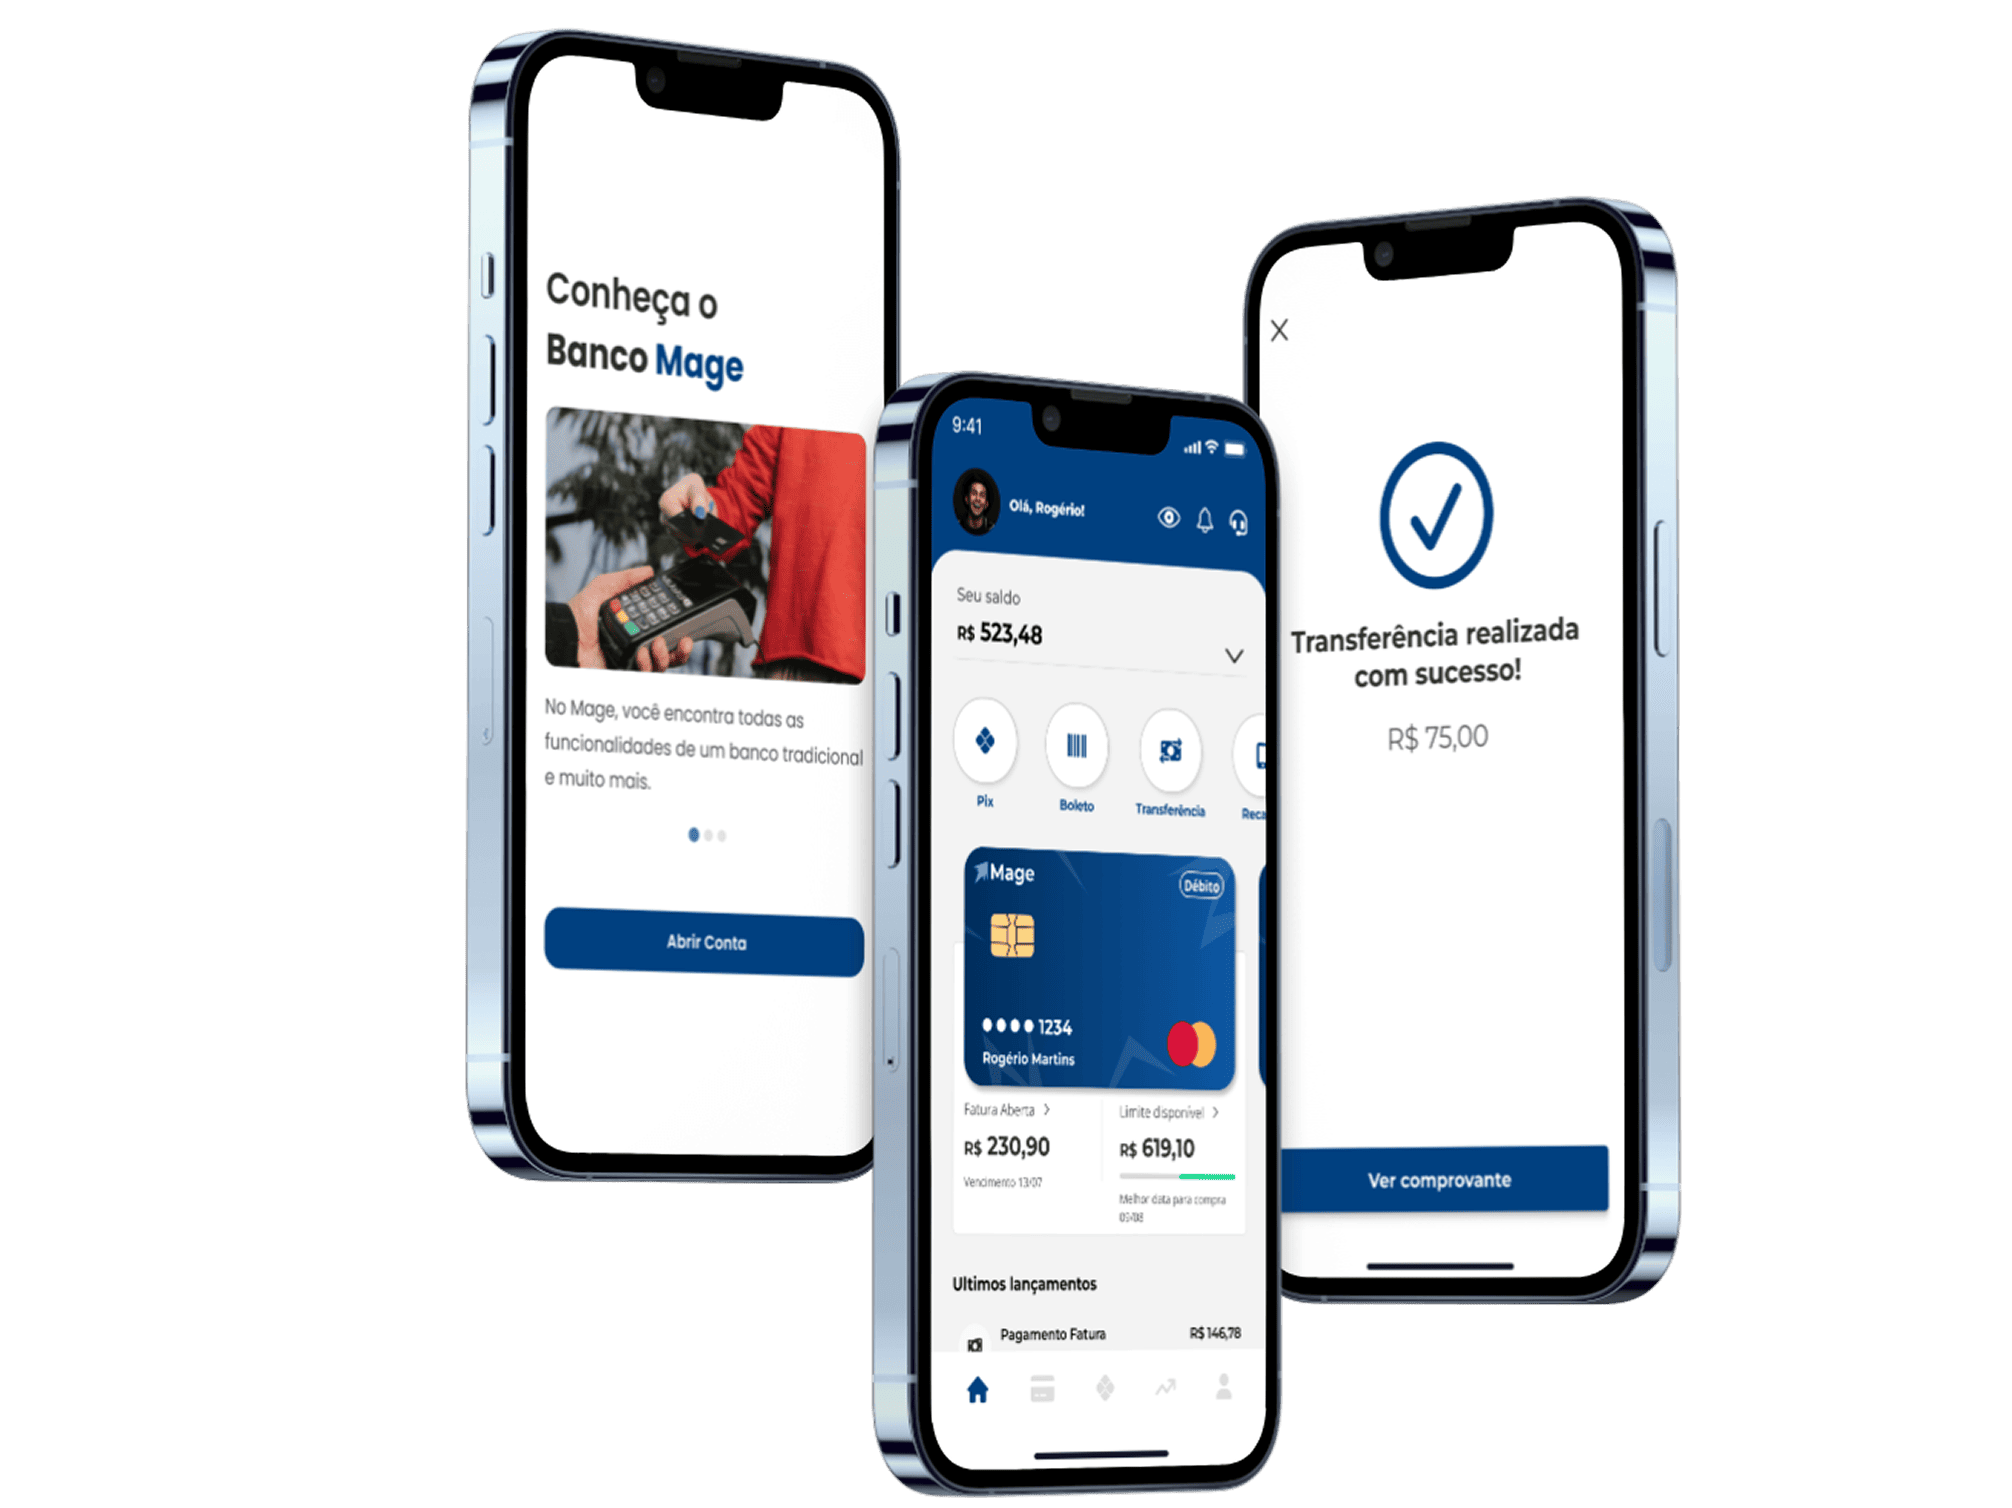 Conheça o
Banco Mage
No Mage, você encontra todas as
funcionalidades de um banco tradicional
e muito mais.
Abrir Conta
9:41
Olá, Rogério!
Seu saldo
R$ 523,48
Pix
Boleto
Transferência
Reca
Mage
Débito
1234
Rogério Martins
Fatura Aberta
R$ 230,90
Vencimento 13/07
Limite disponível
R$ 619,10
Melhor data para compra
09/08
Ultimos lançamentos
Pagamento Fatura
R$ 146,78
Transferência realizada
com sucesso!
R$ 75,00
Ver comprovante